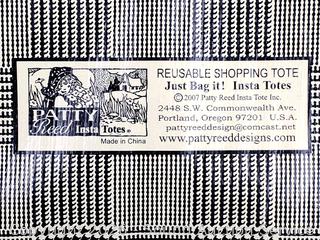 PATTY
Reed Insta Totes®
Made in China
REUSABLE SHOPPING TOTE
Just Bag it! Insta Totes
©2007 Patty Reed Insta Tote Inc.
2448 S.W. Commonwealth Ave.
Portland, Oregon 97201 U.S.A.
pattyreeddesign@comcast.net
www.pattyreeddesigns.com